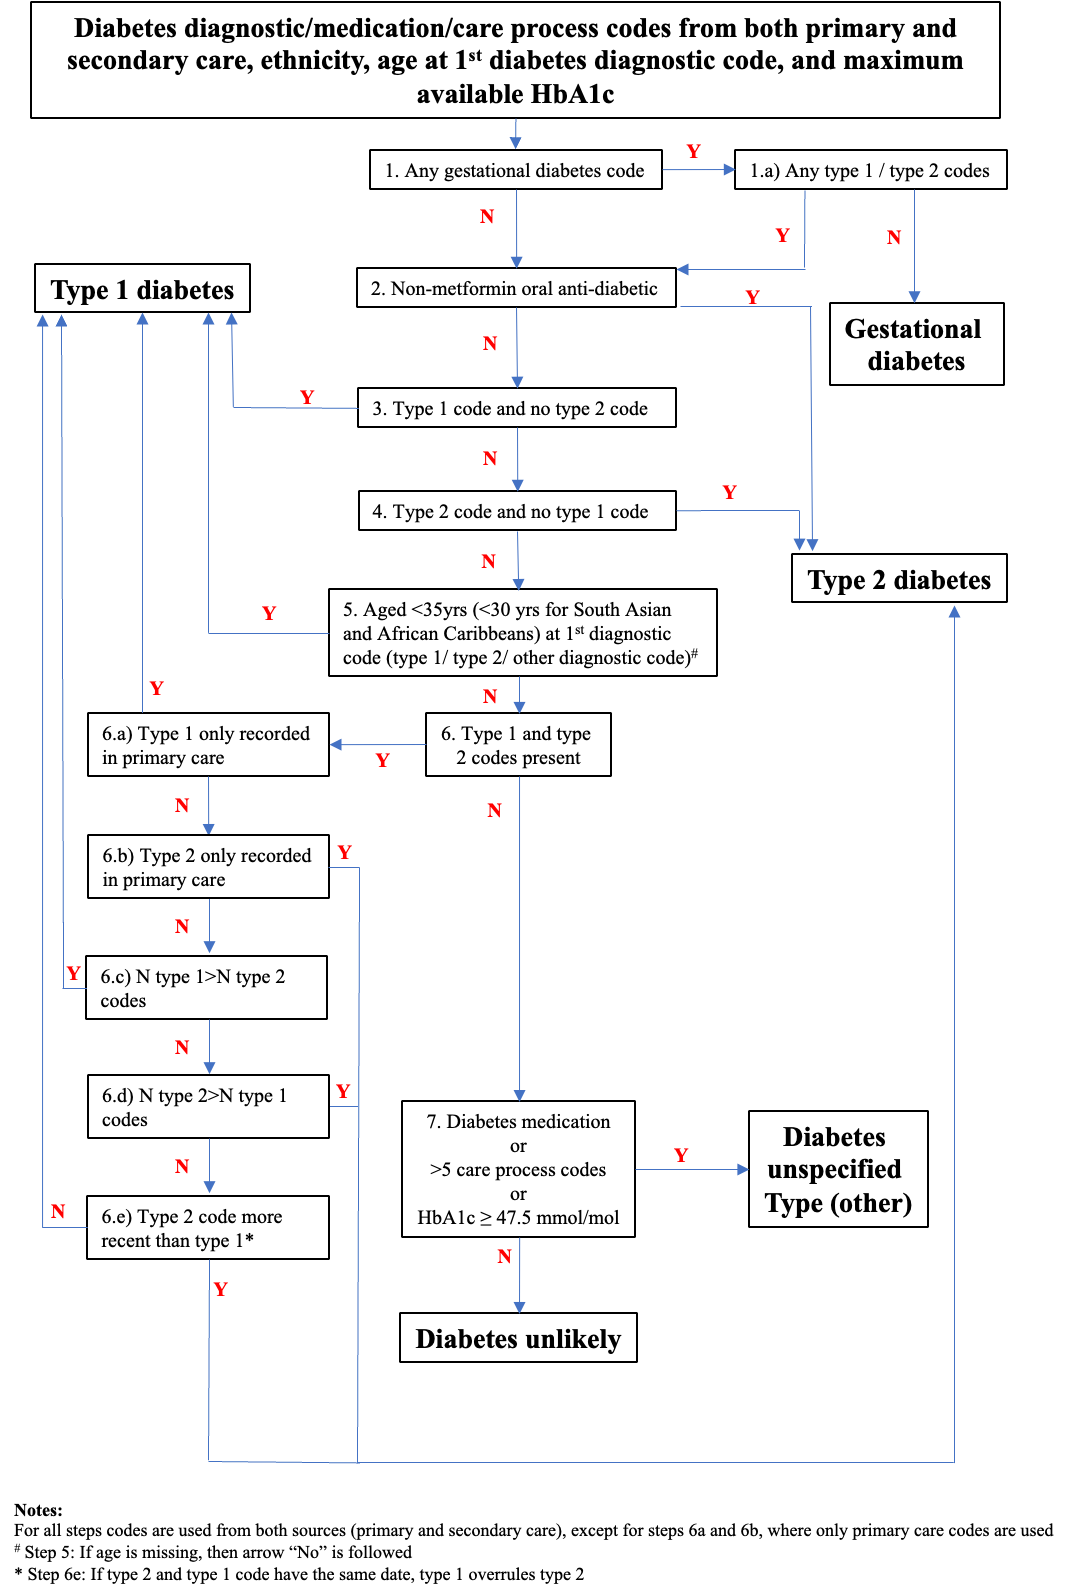 Diabetes diagnostic/medication/care process codes from both primary and
secondary care, ethnicity, age at 1st diabetes diagnostic code, and maximum
available HbA1c
1. Any gestational diabetes code
Y
1.a) Any type 1 / type 2 codes
N
Y
N
Type 1 diabetes
2. Non-metformin oral anti-diabetic
Y
Gestational
diabetes
N
Y
3. Type 1 code and no type 2 code
N
4. Type 2 code and no type 1 code
Y
N
Type 2 diabetes
Y
5. Aged <35yrs (<30 yrs for South Asian
and African Caribbeans) at 1st diagnostic
code (type 1/ type 2/ other diagnostic code)#
Y
N
6.a) Type 1 only recorded
in primary care
Y
6. Type 1 and type
2 codes present
N
N
6.b) Type 2 only recorded
in primary care
Y
N
Y
6.c) N type 1>N type 2
codes
N
6.d) N type 2>N type 1
codes
Y
7. Diabetes medication
or
>5 care process codes
or
HbA1c ≥ 47.5 mmol/mol
Y
Diabetes
unspecified
Type (other)
N
N
6.e) Type 2 code more
recent than type 1*
Y
N
Diabetes unlikely
Notes:
For all steps codes are used from both sources (primary and secondary care), except for steps 6a and 6b, where only primary care codes are used
# Step 5: If age is missing, then arrow “No” is followed
* Step 6e: If type 2 and type 1 code have the same date, type 1 overrules type 2